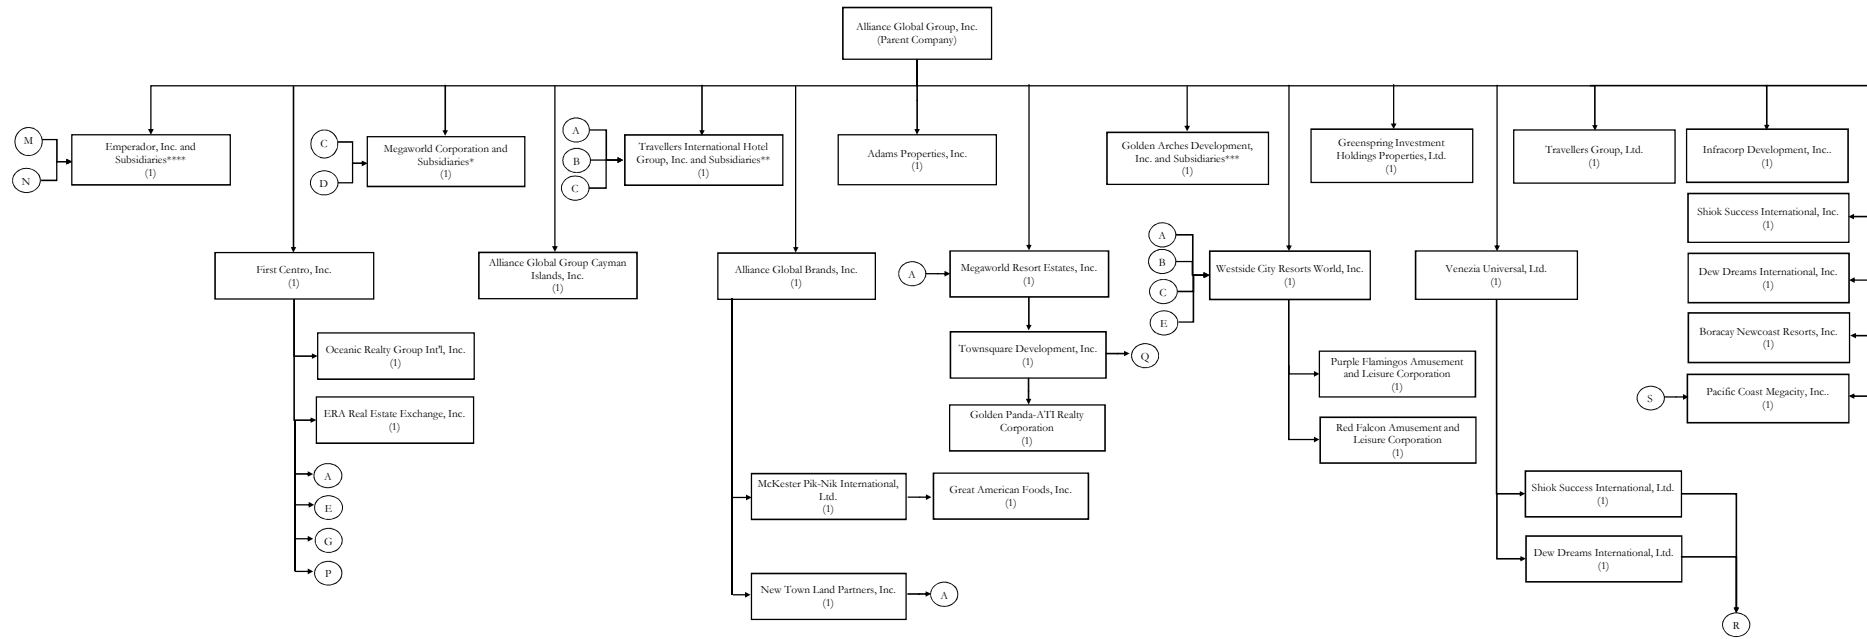 Alliance Global Group, Inc.
(Parent Company)
M
N
Emperador, Inc. and
Subsidiaries****
(1)
C
D
Megaworld Corporation and
Subsidiaries*
(1)
A
B
C
Travellers International Hotel
Group, Inc. and Subsidiaries**
(1)
Adams Properties, Inc.
(1)
Golden Arches Development,
Inc. and Subsidiaries***
(1)
Greenspring Investment
Holdings Properties, Ltd.
(1)
Travellers Group, Ltd.
(1)
Infracorp Development, Inc..
(1)
Shiok Success International, Inc.
(1)
Dew Dreams International, Inc.
(1)
Boracay Newcoast Resorts, Inc.
(1)
S
Pacific Coast Megacity, Inc..
(1)
First Centro, Inc.
(1)
Alliance Global Group Cayman
Islands, Inc.
(1)
Alliance Global Brands, Inc.
(1)
A
Megaworld Resort Estates, Inc.
(1)
A
B
C
E
Westside City Resorts World, Inc.
(1)
Venezia Universal, Ltd.
(1)
Oceanic Realty Group Int'l, Inc.
(1)
ERA Real Estate Exchange, Inc.
(1)
A
E
G
P
Townsquare Development, Inc.
(1)
Q
Golden Panda-ATI Realty
Corporation
(1)
Purple Flamingos Amusement
and Leisure Corporation
(1)
Red Falcon Amusement and
Leisure Corporation
(1)
McKester Pik-Nik International,
Ltd.
(1)
Great American Foods, Inc.
(1)
New Town Land Partners, Inc.
(1)
A
Shiok Success International, Ltd.
(1)
Dew Dreams International, Ltd.
(1)
R